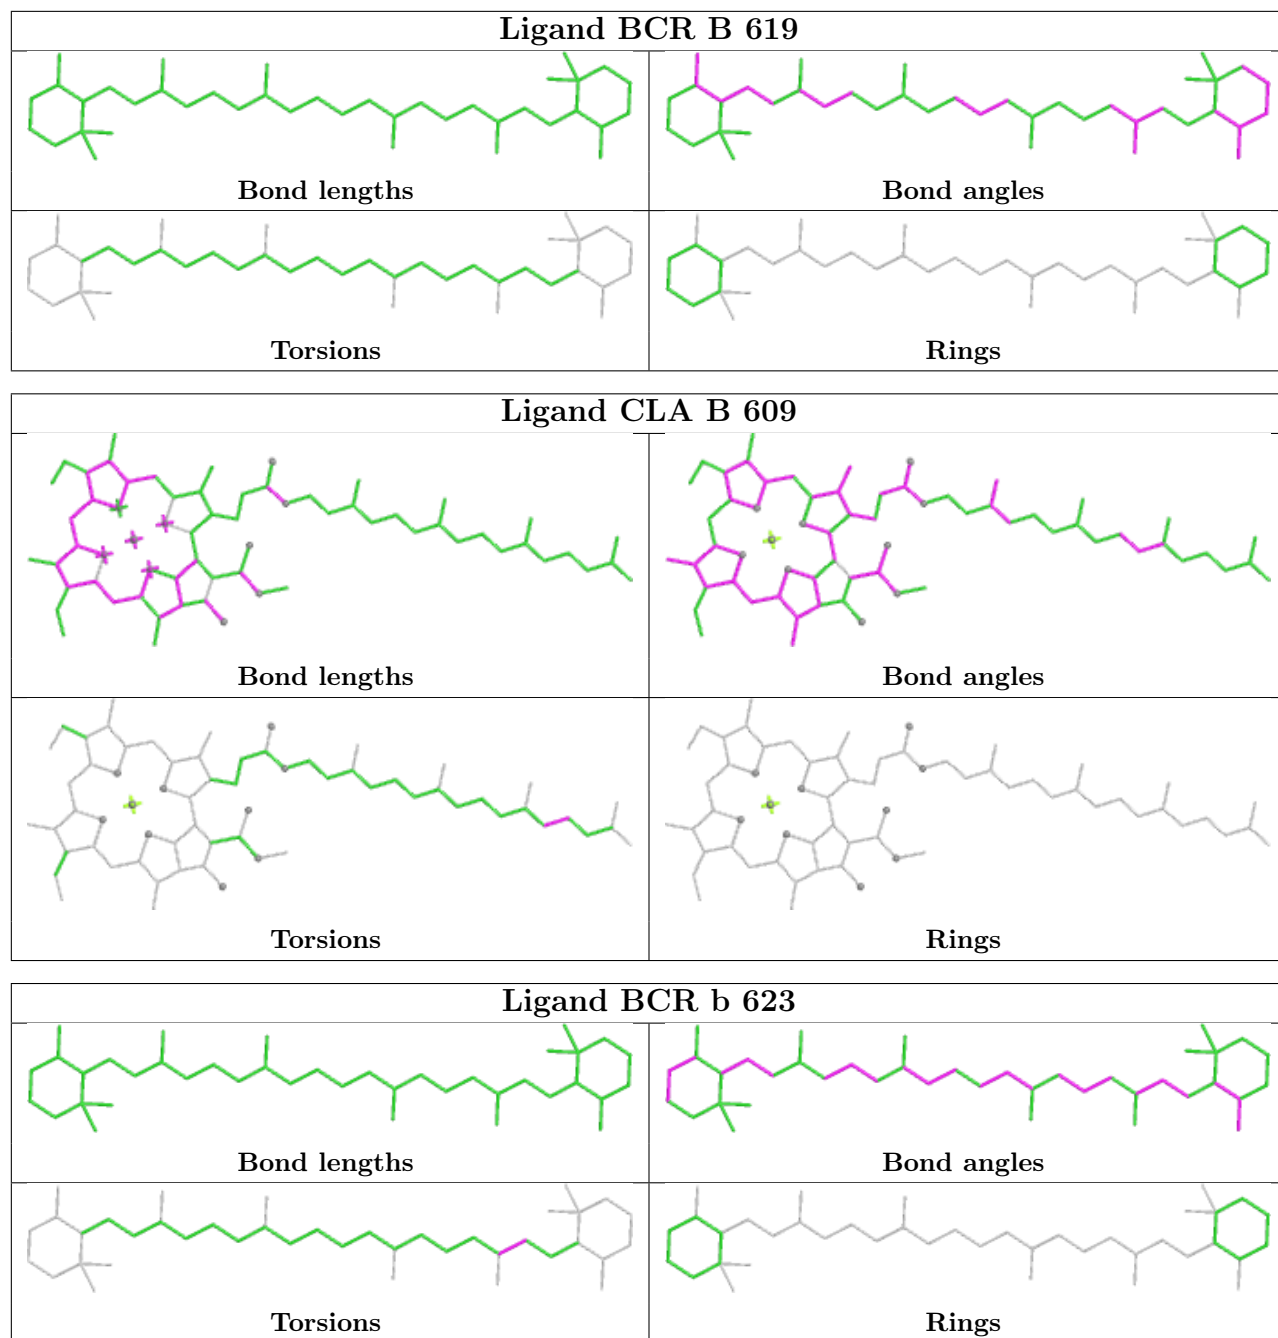 Ligand BCR B 619
Bond lengths
Bond angles
Torsions
Rings
Ligand CLA B 609
Bond lengths
Bond angles
Torsions
Rings
Ligand BCR b 623
Bond lengths
Bond angles
Torsions
Rings